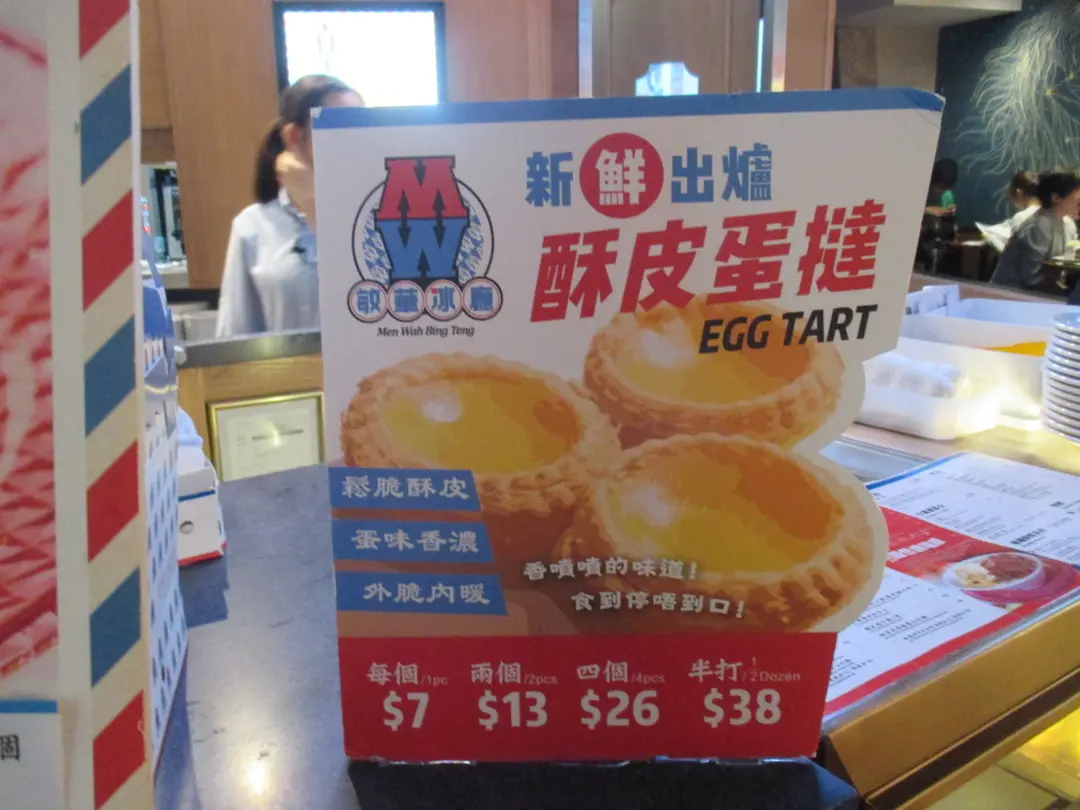 MW
敏華冰廳
Men Wah Bing Teng
新鮮出爐
酥皮蛋撻
EGG TART
鬆脆酥皮
蛋味香濃
外脆內暖
香噴噴的味道!
食到停唔到口!
每個/1pc
$7
兩個/2pcs
$13
四個/4pcs
$26
半打/½Dozen
$38
個